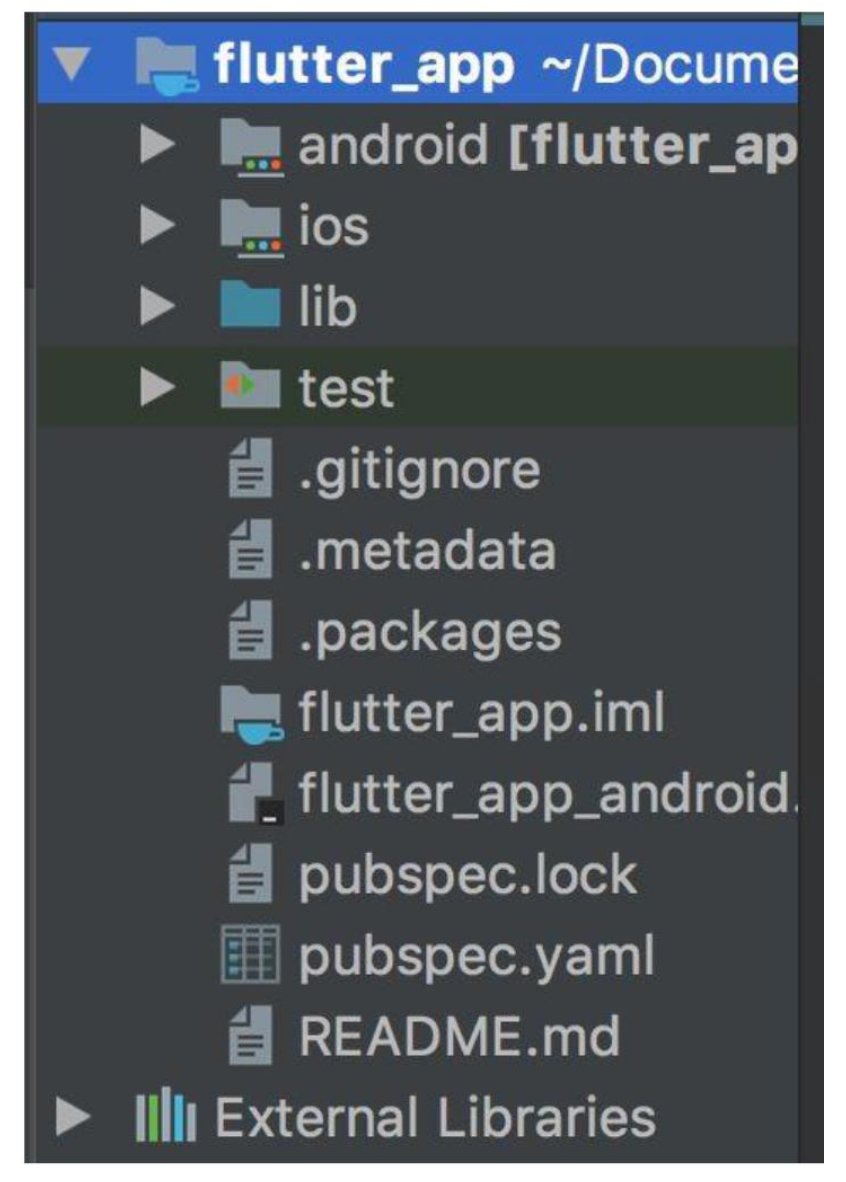 flutter_app ~/Docume
android [flutter_ap
ios
lib
test
.gitignore
.metadata
.packages
flutter_app.iml
flutter_app_android.
pubspec.lock
pubspec.yaml
README.md
External Libraries